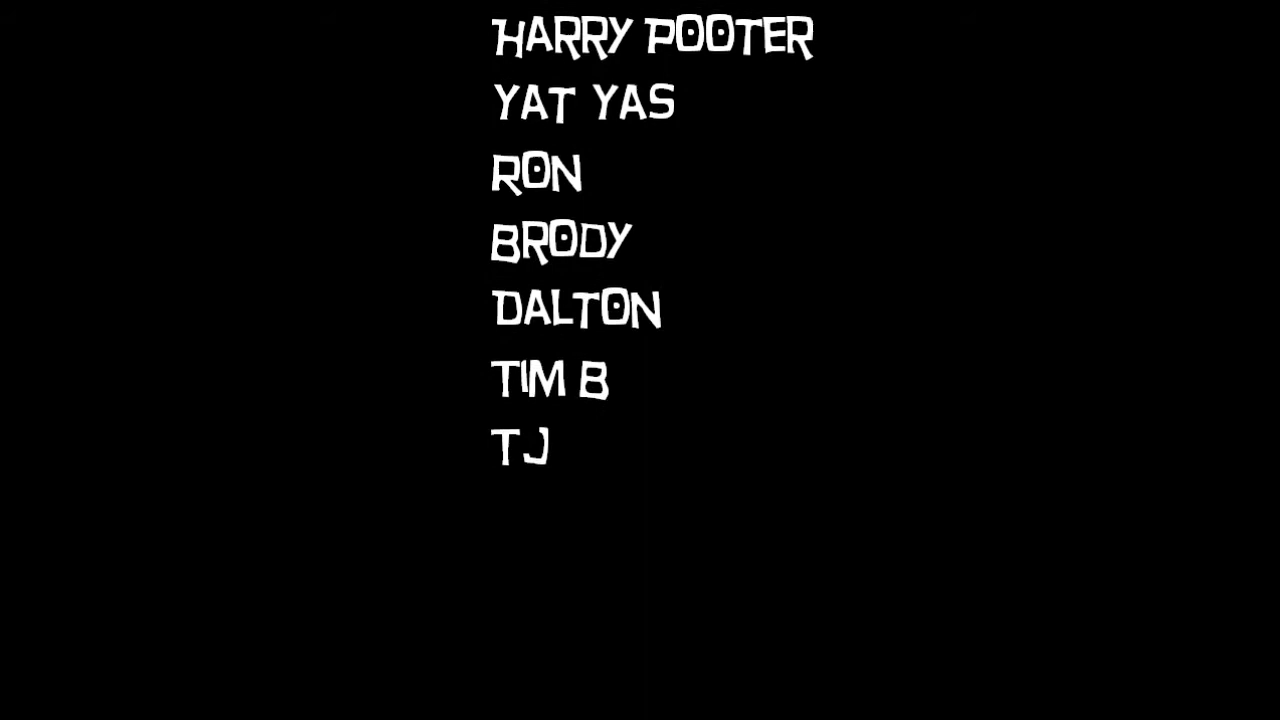 HARRY POOTER
YAT YAS
RON
BRODY
DALTON
TIM B
TJ